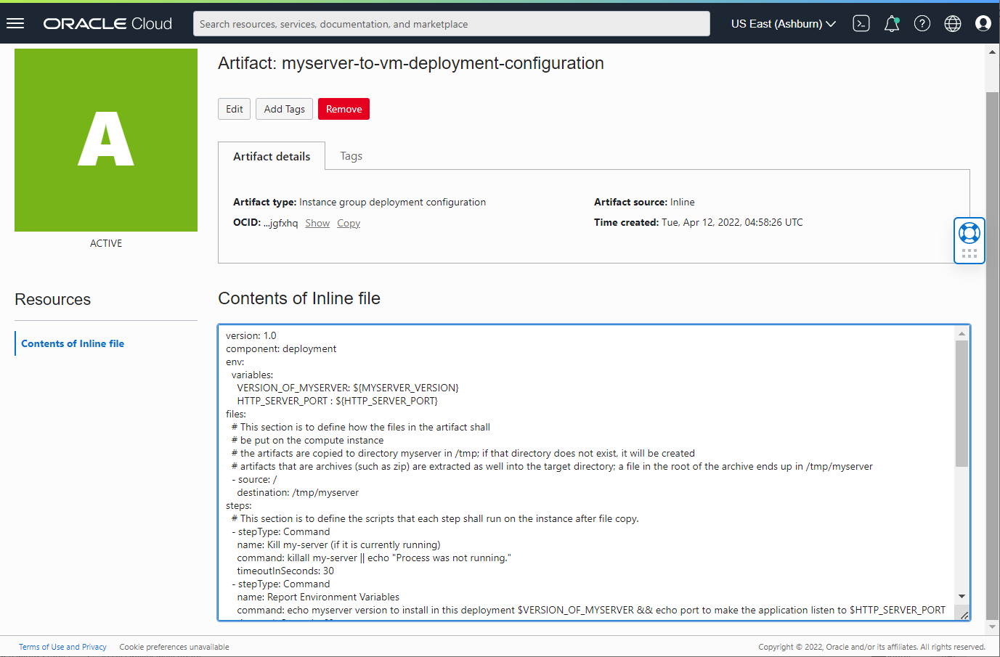 ORACLE Cloud
Search resources, services, documentation, and marketplace
US East (Ashburn)
A
ACTIVE
Artifact: myserver-to-vm-deployment-configuration
Edit
Add Tags
Remove
Artifact details
Tags
Artifact type: Instance group deployment configuration
Artifact source: Inline
OCID: ...jgfxhq Show Copy
Time created: Tue, Apr 12, 2022, 04:58:26 UTC
Resources
Contents of Inline file
Contents of Inline file
version: 1.0
component: deployment
env:
  variables:
    VERSION_OF_MYSERVER: ${MYSERVER_VERSION}
    HTTP_SERVER_PORT : ${HTTP_SERVER_PORT}
files:
  # This section is to define how the files in the artifact shall
  # be put on the compute instance
  # the artifacts are copied to directory myserver in /tmp; if that directory does not exist, it will be created
  # artifacts that are archives (such as zip) are extracted as well into the target directory; a file in the root of the archive ends up in /tmp/myserver
  - source: /
    destination: /tmp/myserver
steps:
  # This section is to define the scripts that each step shall run on the instance after file copy.
  - stepType: Command
    name: Kill my-server (if it is currently running)
    command: killall my-server || echo "Process was not running."
    timeoutInSeconds: 30
  - stepType: Command
    name: Report Environment Variables
    command: echo myserver version to install in this deployment $VERSION_OF_MYSERVER && echo port to make the application listen to $HTTP_SERVER_PORT
Terms of Use and Privacy
Cookie preferences unavailable
Copyright © 2022, Oracle and/or its affiliates. All rights reserved.